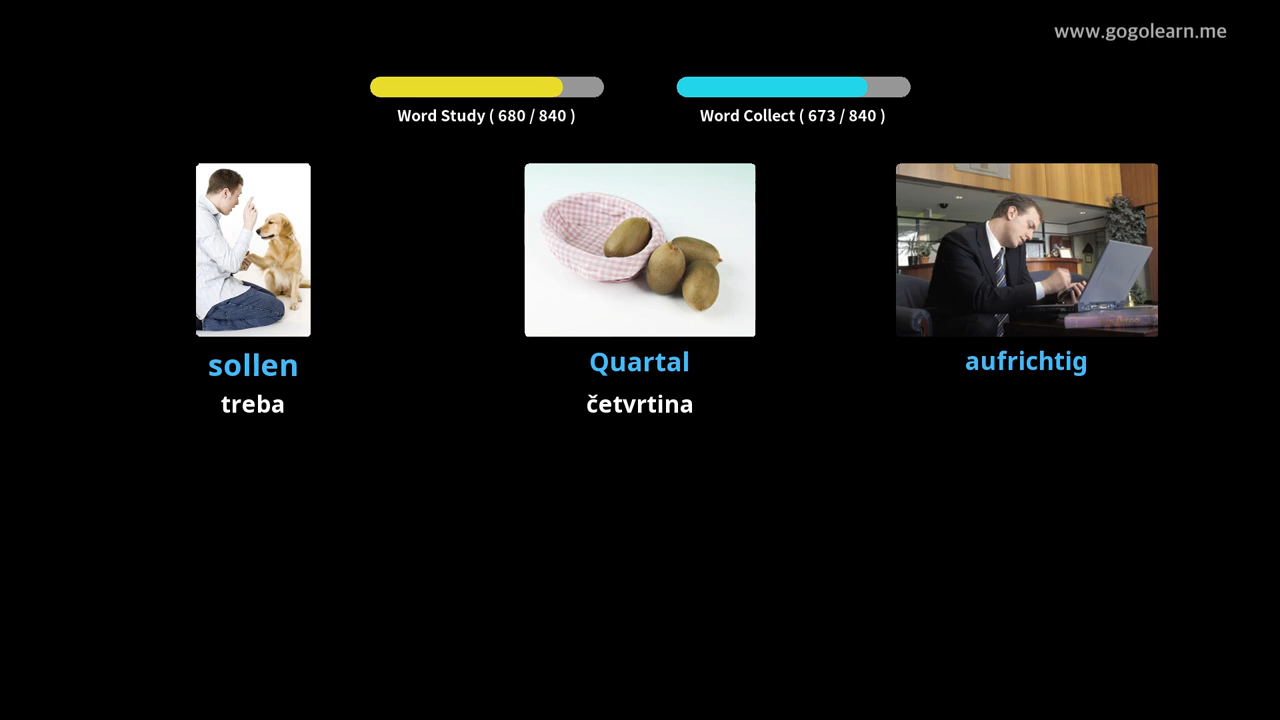 www.gogolearn.me
Word Study ( 680 / 840 )
Word Collect ( 673 / 840 )
sollen
Quartal
aufrichtig
treba
četvrtina